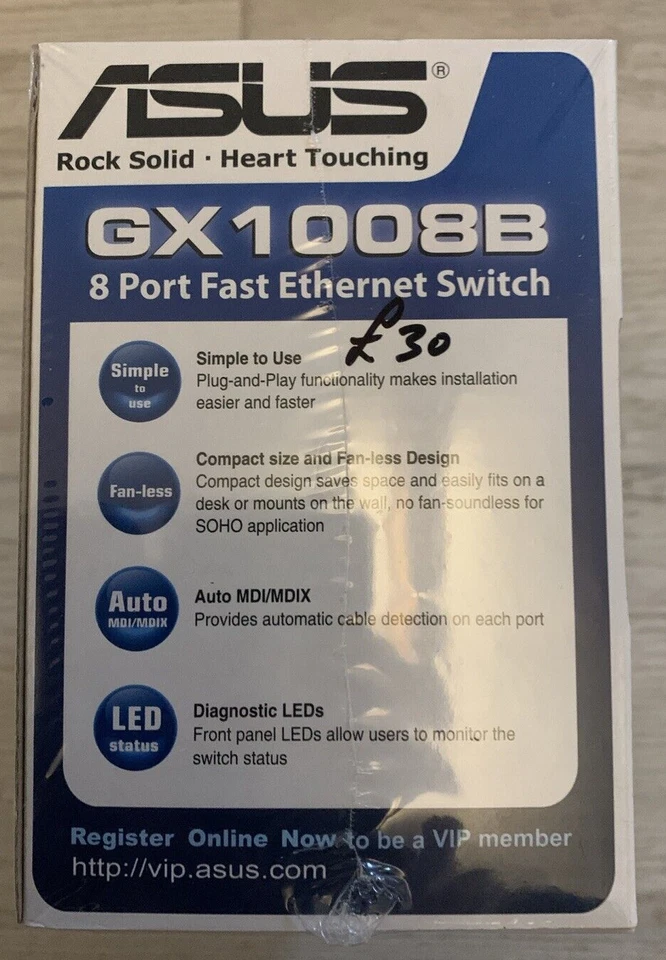 ASUS®
Rock Solid · Heart Touching
GX1008B
8 Port Fast Ethernet Switch
£30
Simple
to
use
Simple to Use
Plug-and-Play functionality makes installation
easier and faster
Fan-less
Compact size and Fan-less Design
Compact design saves space and easily fits on a
desk or mounts on the wall, no fan-soundless for
SOHO application
Auto
MDI/MDIX
Auto MDI/MDIX
Provides automatic cable detection on each port
LED
status
Diagnostic LEDs
Front panel LEDs allow users to monitor the
switch status
Register Online Now to be a VIP member
http://vip.asus.com